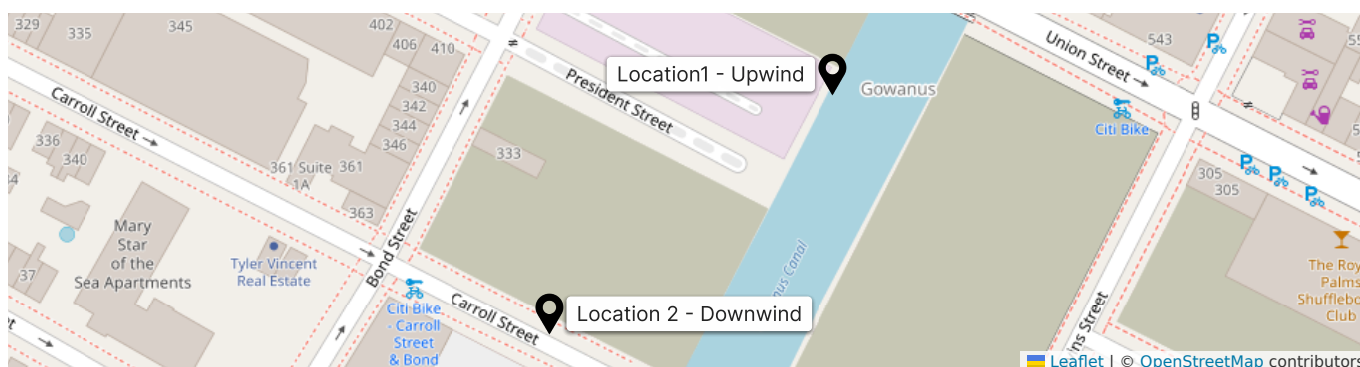 329
335
345
402
406
410
340
342
344
346
Carroll Street
336
340
361 Suite
1A
361
363
Mary
Star
of the
Sea Apartments
37
Tyler Vincent
Real Estate
Bond Street
Citi Bike
- Carroll
Street
& Bond
Carroll Street
333
President Street
Location1 - Upwind
Gowanus
Location 2 - Downwind
Union Street
543
Citi Bike
305
305
The Roy
Palms
Shufflebo
Club
Leaflet | © OpenStreetMap contributors